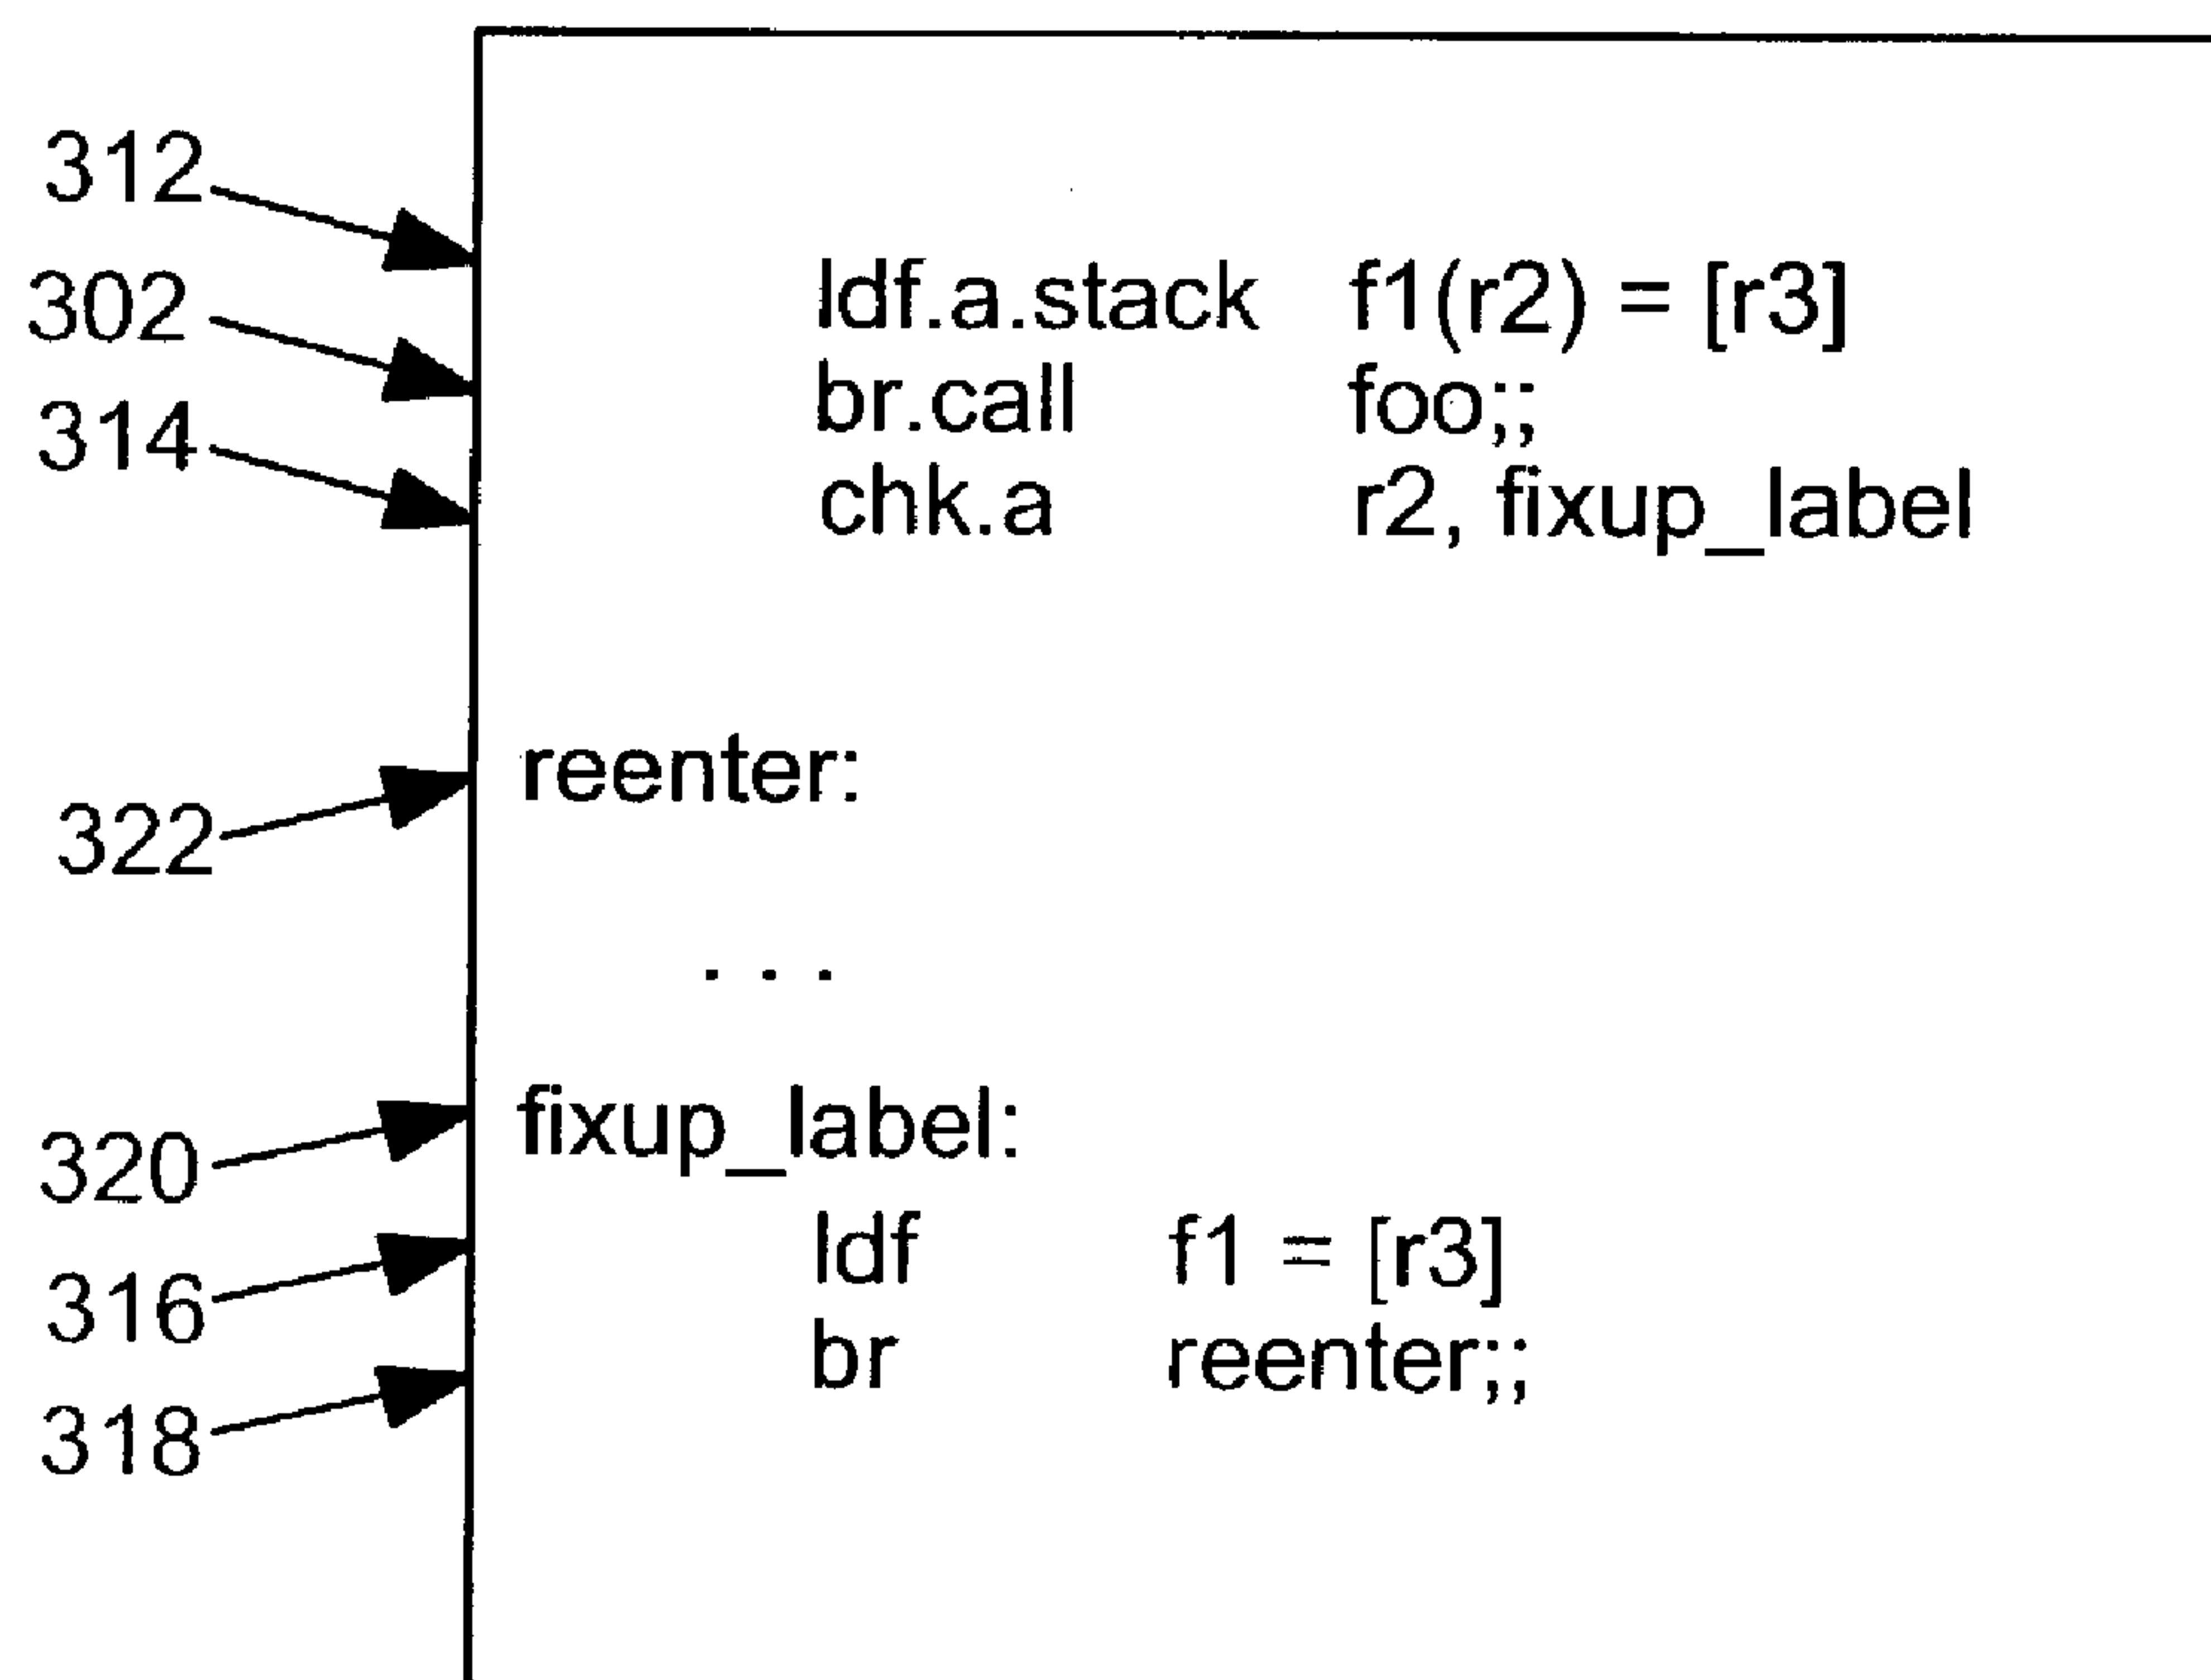 312
ldf.a.stack f1(r2) = [r3]
302
br.call foo;;
314
chk.a r2, fixup_label
reenter:
322
. . .
fixup_label:
320
ldf f1 = [r3]
316
br reenter;;
318